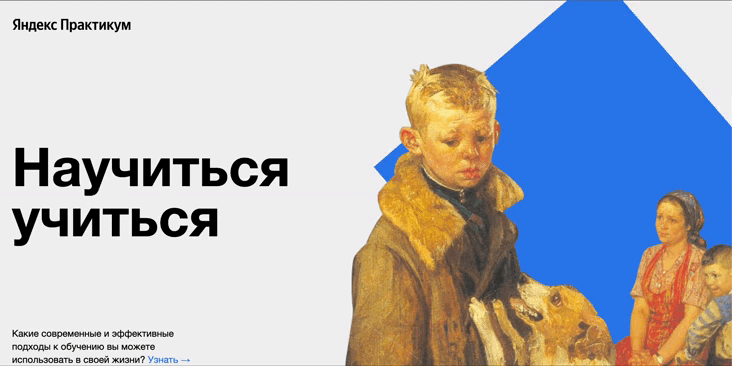 Яндекс Практикум
Научиться
учиться
Какие современные и эффективные
подходы к обучению вы можете
использовать в своей жизни? Узнать →